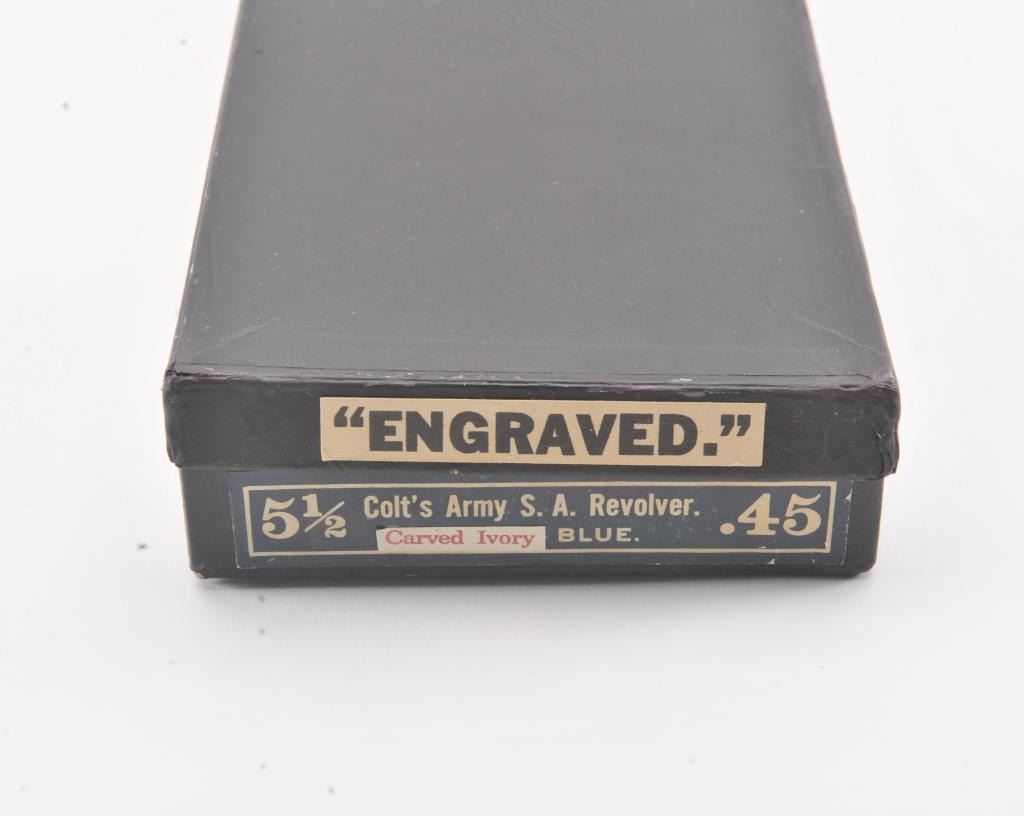 “ENGRAVED.”
5½ Colt's Army S. A. Revolver. .45
Carved Ivory BLUE.